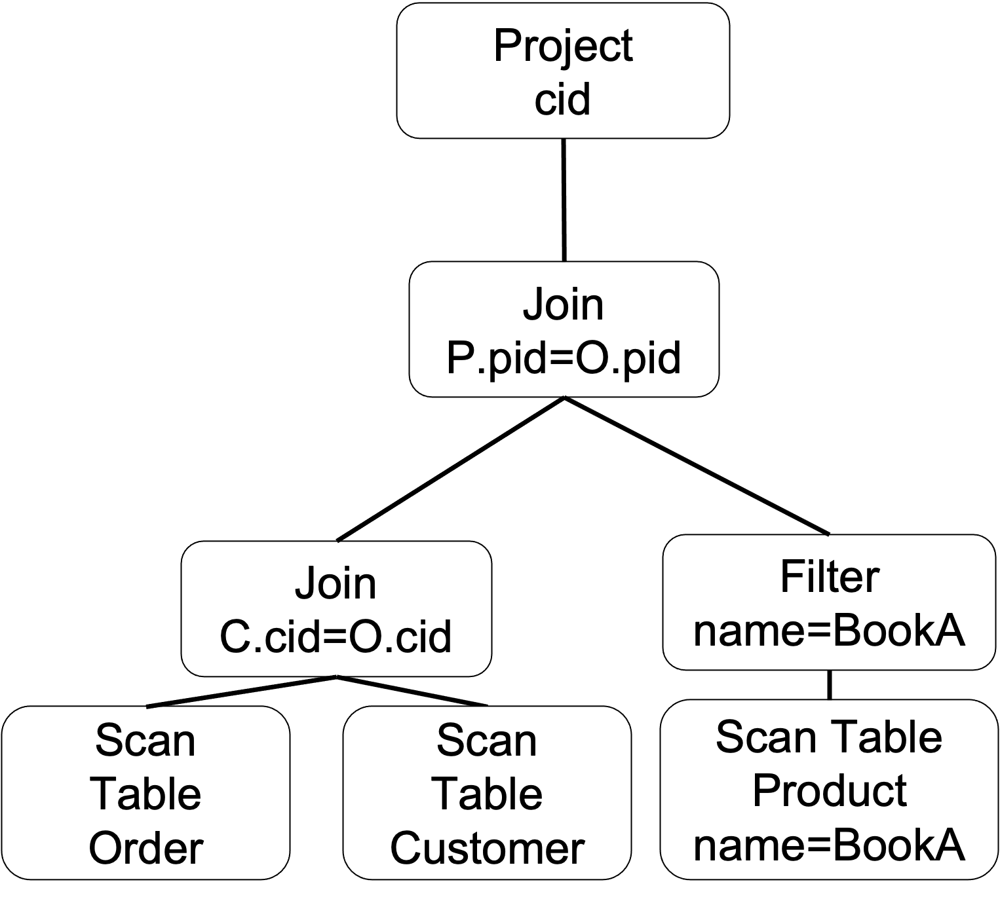 Project
cid
Join
P.pid=O.pid
Join
C.cid=O.cid
Filter
name=BookA
Scan
Table
Order
Scan
Table
Customer
Scan Table
Product
name=BookA